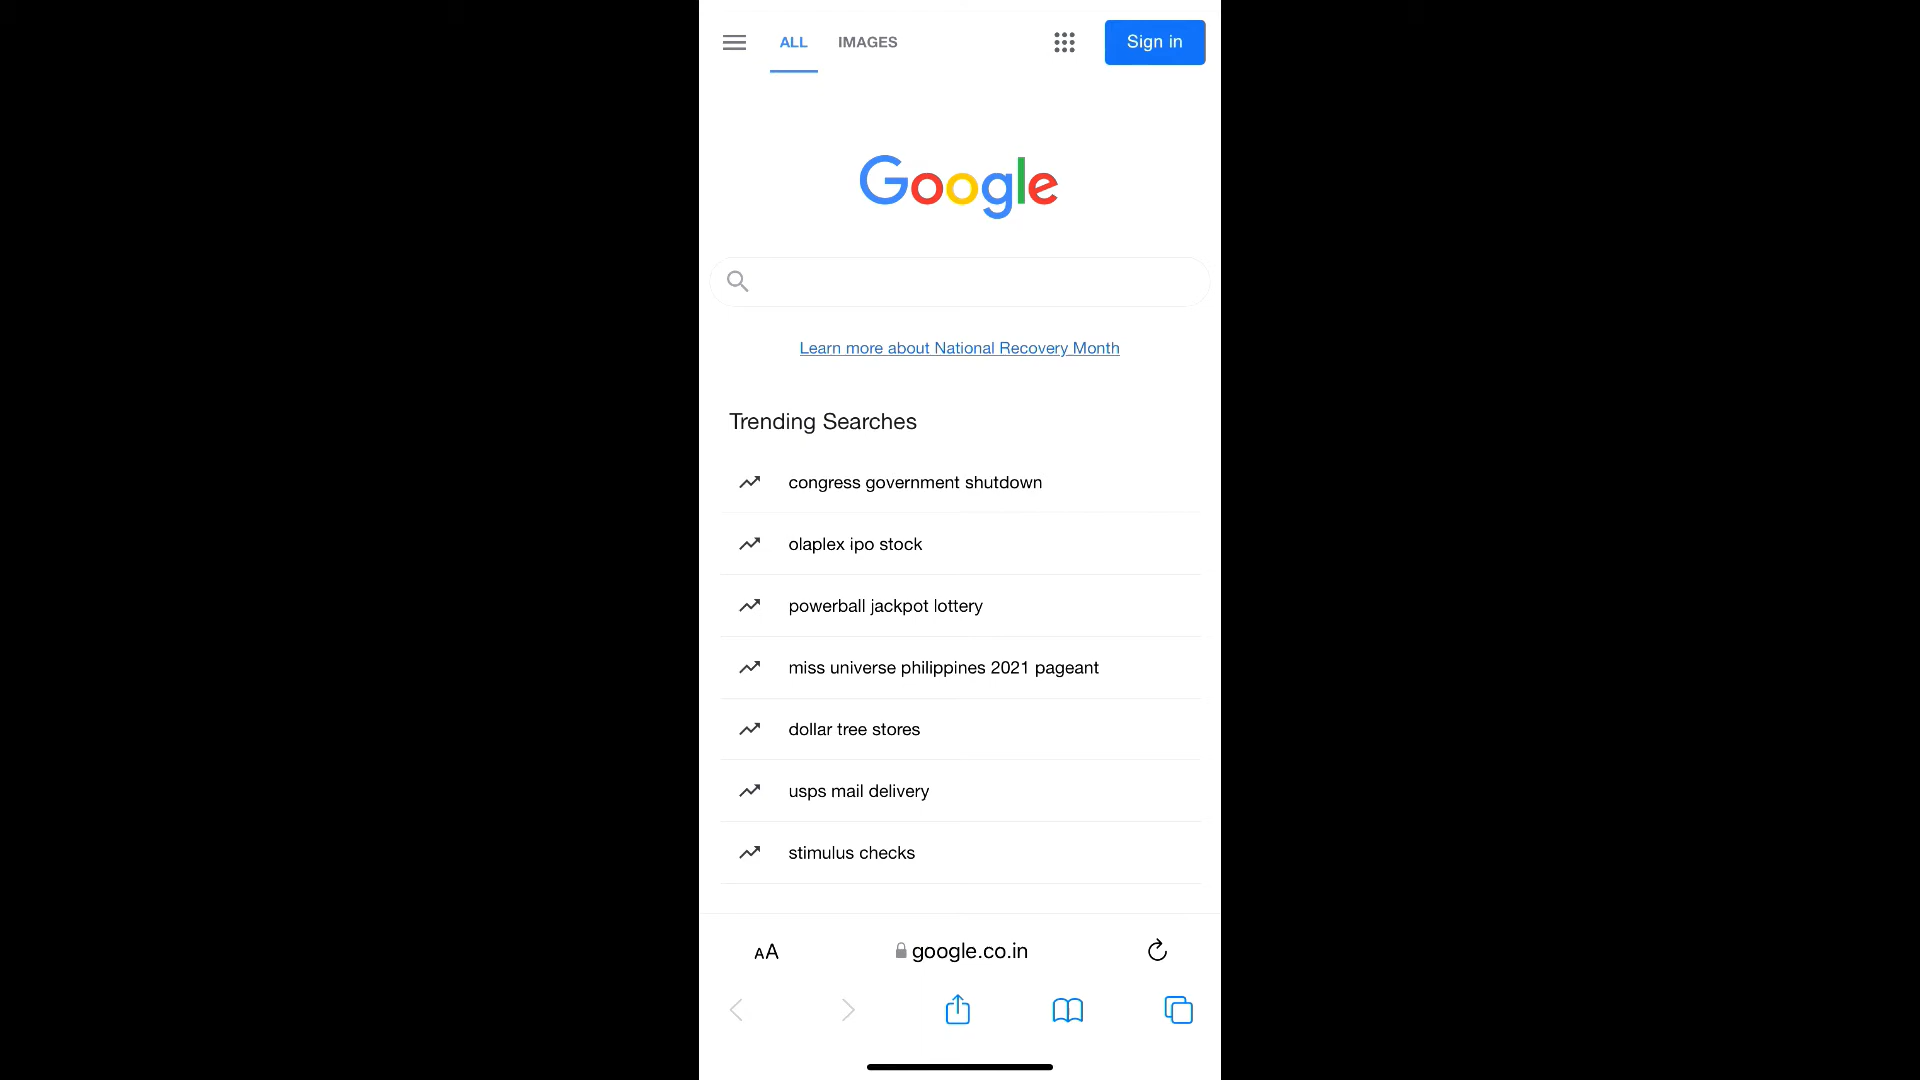 ALL IMAGES Sign in
Google
Learn more about National Recovery Month
Trending Searches
congress government shutdown
olaplex ipo stock
powerball jackpot lottery
miss universe philippines 2021 pageant
dollar tree stores
usps mail delivery
stimulus checks
AA google.co.in